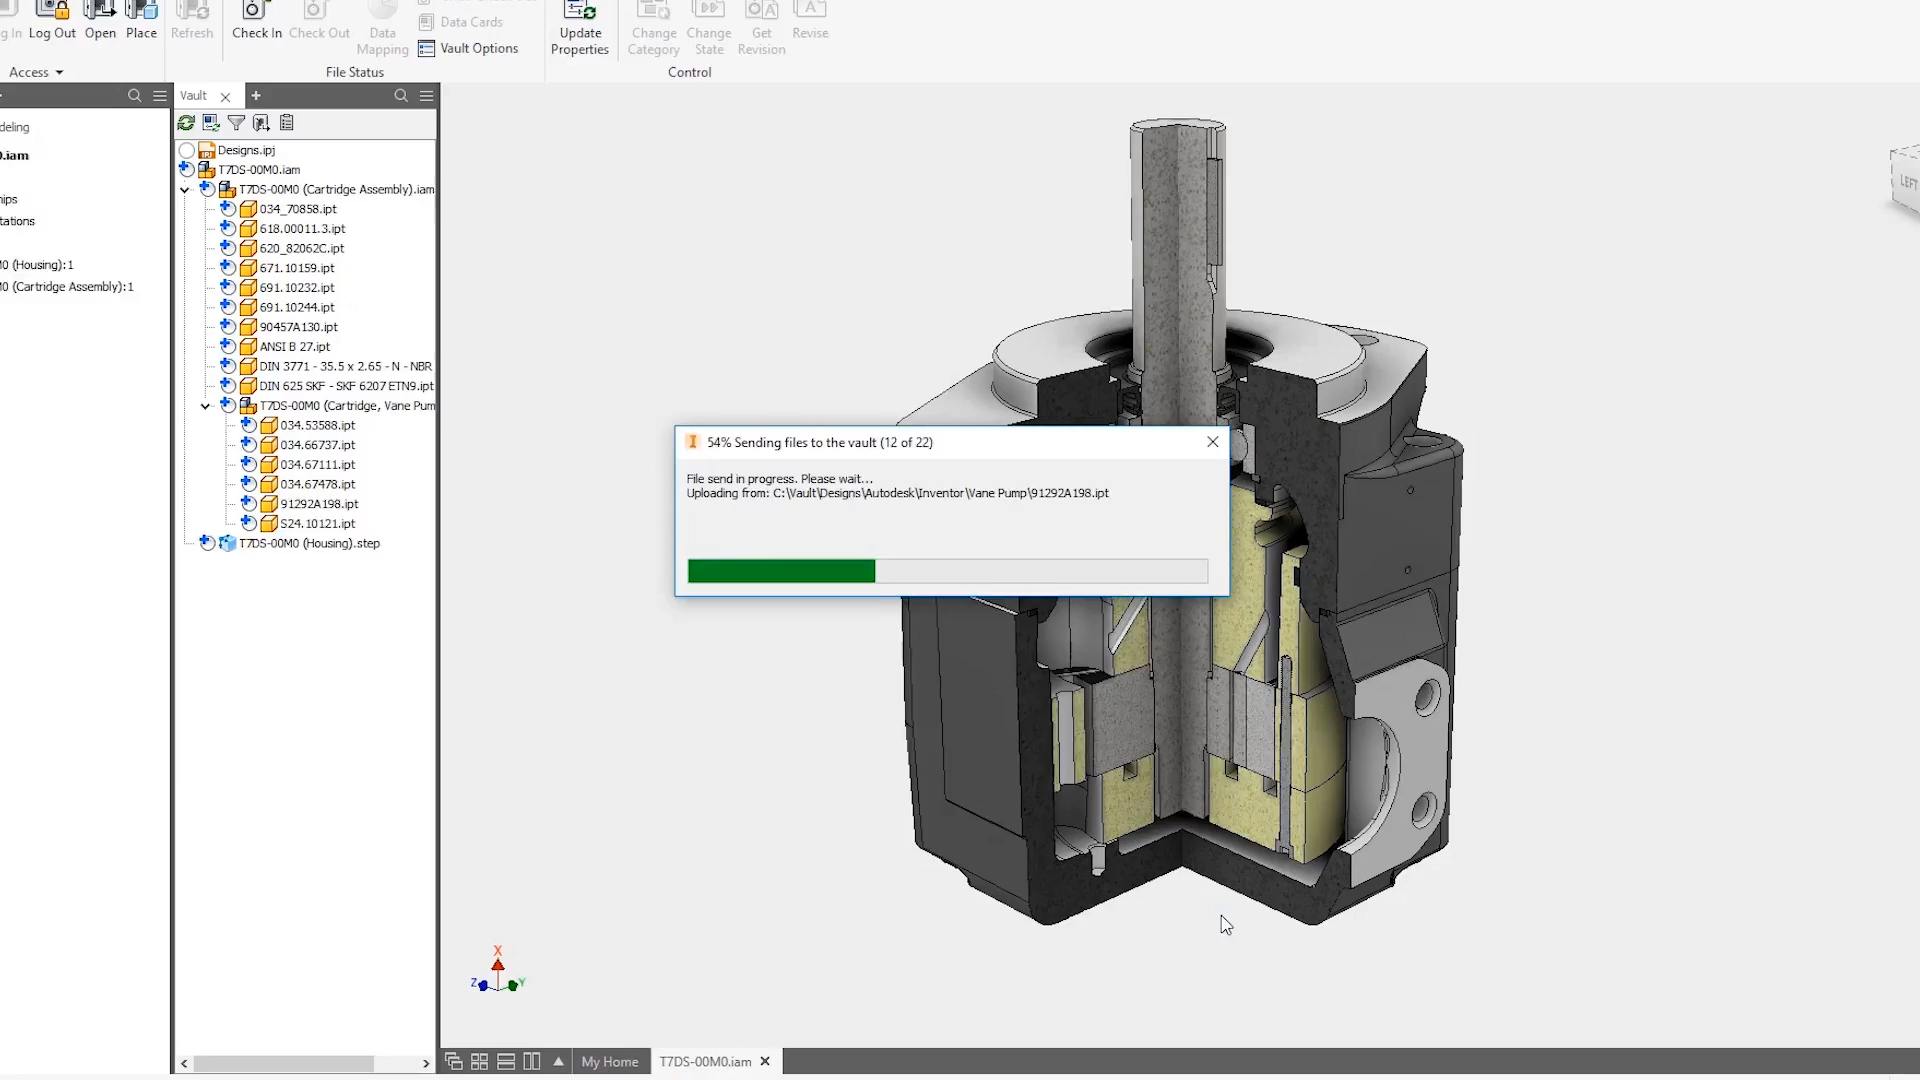 g In
Log Out
Open
Place
Refresh
Check In
Check Out
Data
Mapping
Data Cards
Vault Options
Update
Properties
Change
Category
Change
State
Get
Revision
Revise
Access
File Status
Control
Vault
deling
0.iam
ips
tations
0 (Housing):1
0 (Cartridge Assembly):1
Designs.ipj
T7DS-00M0.iam
T7DS-00M0 (Cartridge Assembly).iam
034_70858.ipt
618.00011.3.ipt
620_82062C.ipt
671.10159.ipt
691.10232.ipt
691.10244.ipt
90457A130.ipt
ANSI B 27.ipt
DIN 3771 - 35.5 x 2.65 - N - NBR
DIN 625 SKF - SKF 6207 ETN9.ipt
T7DS-00M0 (Cartridge, Vane Pum
034.53588.ipt
034.66737.ipt
034.67111.ipt
034.67478.ipt
91292A198.ipt
S24.10121.ipt
T7DS-00M0 (Housing).step
54% Sending files to the vault (12 of 22)
File send in progress. Please wait...
Uploading from: C:\Vault\Designs\Autodesk\Inventor\Vane Pump\91292A198.ipt
LEFT
X
Z
Y
My Home
T7DS-00M0.iam